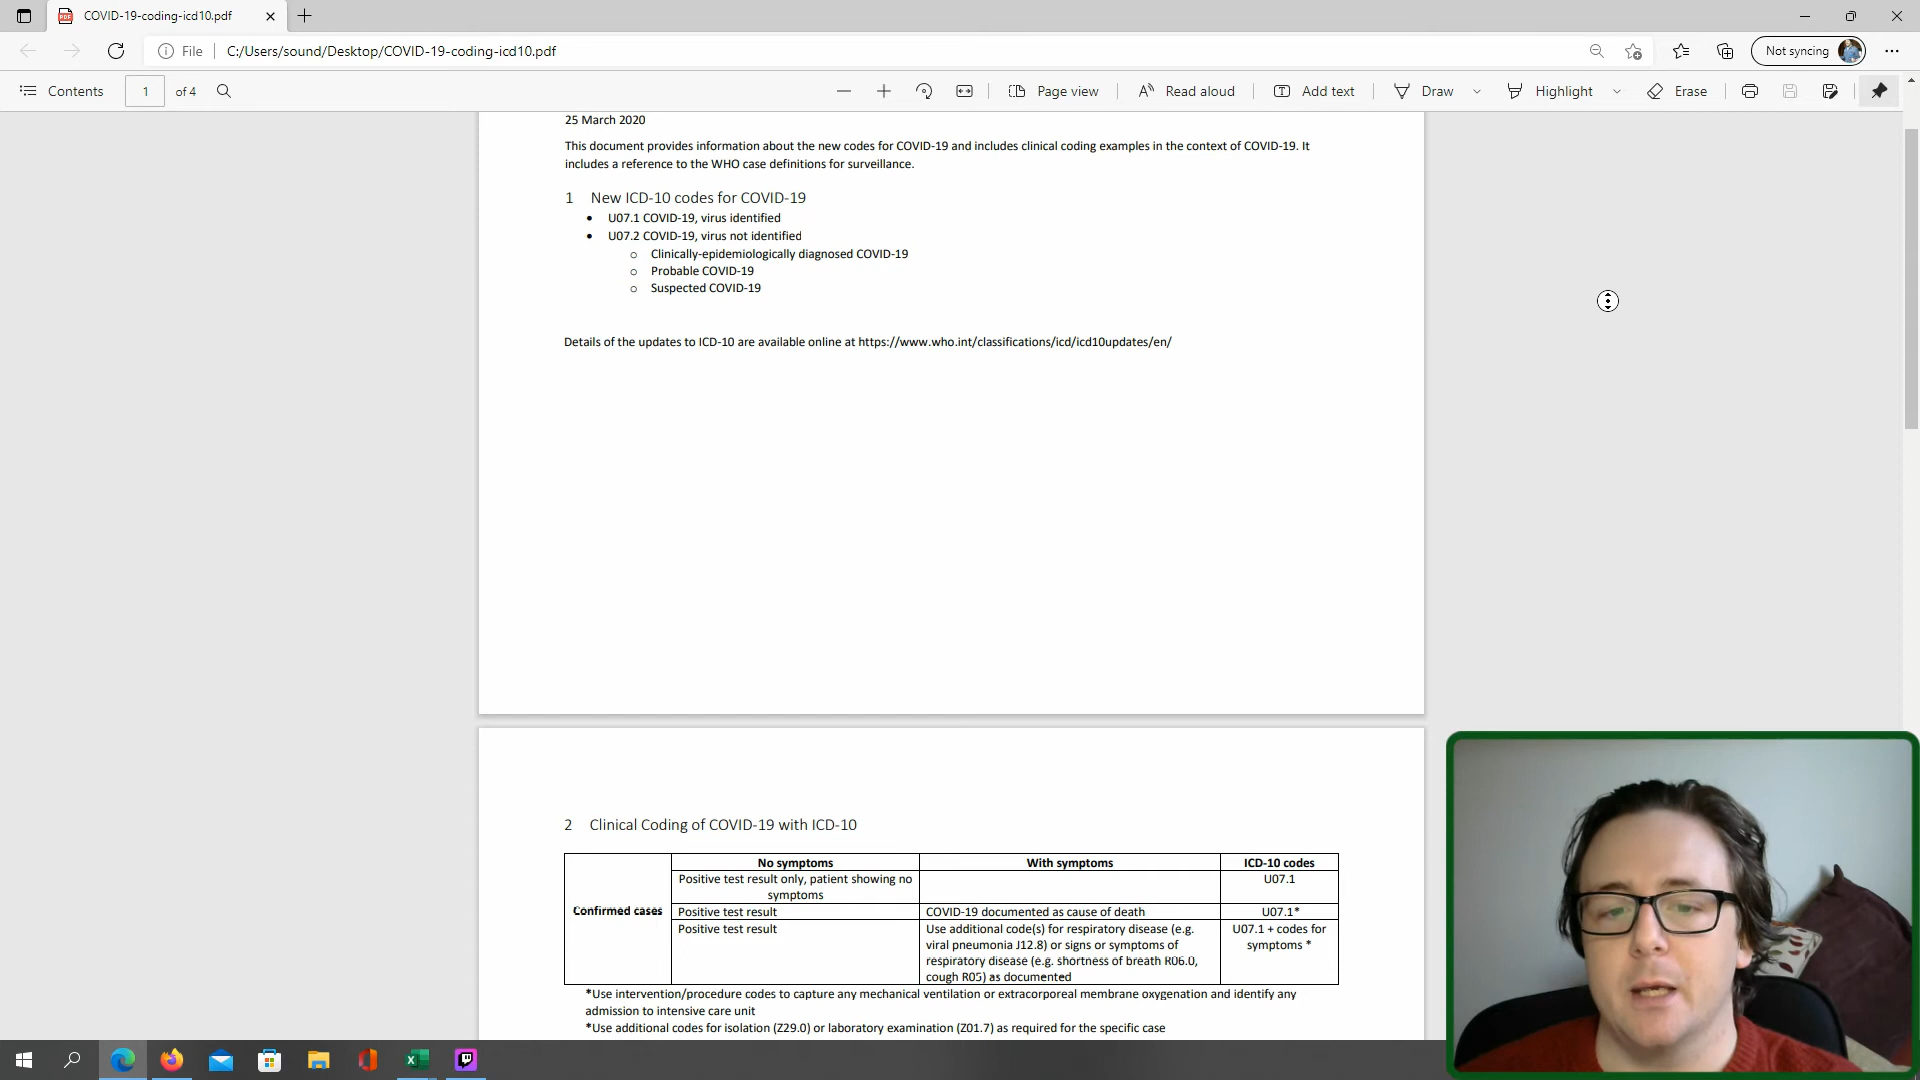 COVID-19-coding-icd10.pdf
File
C:/Users/sound/Desktop/COVID-19-coding-icd10.pdf
Not syncing
Contents
1
of 4
Page view
Read aloud
Add text
Draw
Highlight
Erase
25 March 2020
This document provides information about the new codes for COVID-19 and includes clinical coding examples in the context of COVID-19. It
includes a reference to the WHO case definitions for surveillance.
1 New ICD-10 codes for COVID-19
• U07.1 COVID-19, virus identified
• U07.2 COVID-19, virus not identified
o Clinically-epidemiologically diagnosed COVID-19
o Probable COVID-19
o Suspected COVID-19
Details of the updates to ICD-10 are available online at https://www.who.int/classifications/icd/icd10updates/en/
2 Clinical Coding of COVID-19 with ICD-10
Confirmed cases
No symptoms
With symptoms
ICD-10 codes
Positive test result only, patient showing no
symptoms
U07.1
Positive test result
COVID-19 documented as cause of death
U07.1*
Positive test result
Use additional code(s) for respiratory disease (e.g.
viral pneumonia J12.8) or signs or symptoms of
respiratory disease (e.g. shortness of breath R06.0,
cough R05) as documented
U07.1 + codes for
symptoms *
*Use intervention/procedure codes to capture any mechanical ventilation or extracorporeal membrane oxygenation and identify any
admission to intensive care unit
*Use additional codes for isolation (Z29.0) or laboratory examination (Z01.7) as required for the specific case